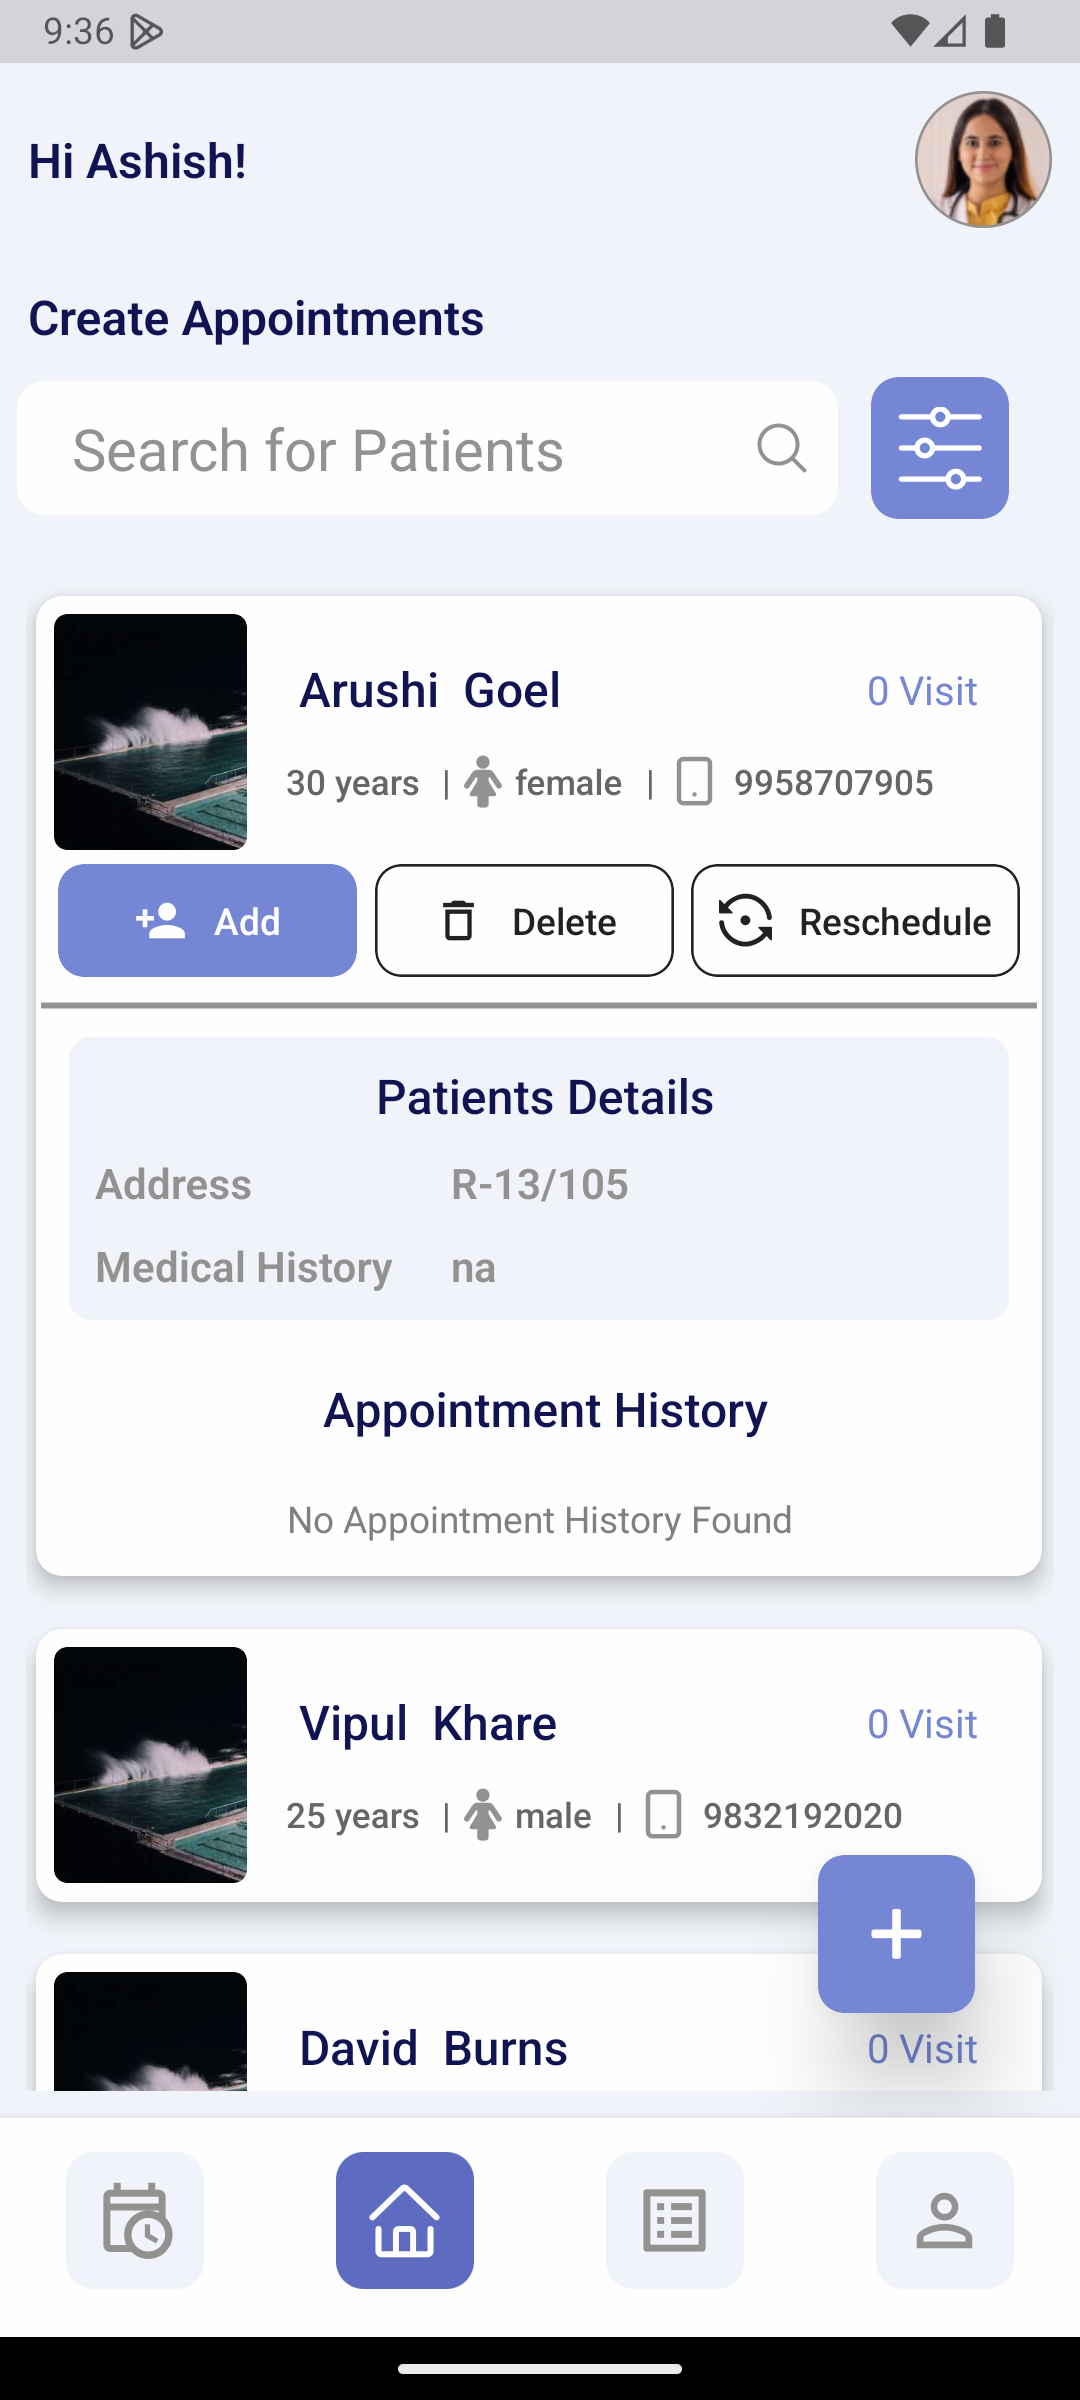 9:36
Hi Ashish!
Create Appointments
Search for Patients
Arushi Goel 0 Visit
30 years | female | 9958707905
Add Delete Reschedule
Patients Details
Address R-13/105
Medical History na
Appointment History
No Appointment History Found
Vipul Khare 0 Visit
25 years | male | 9832192020
David Burns 0 Visit